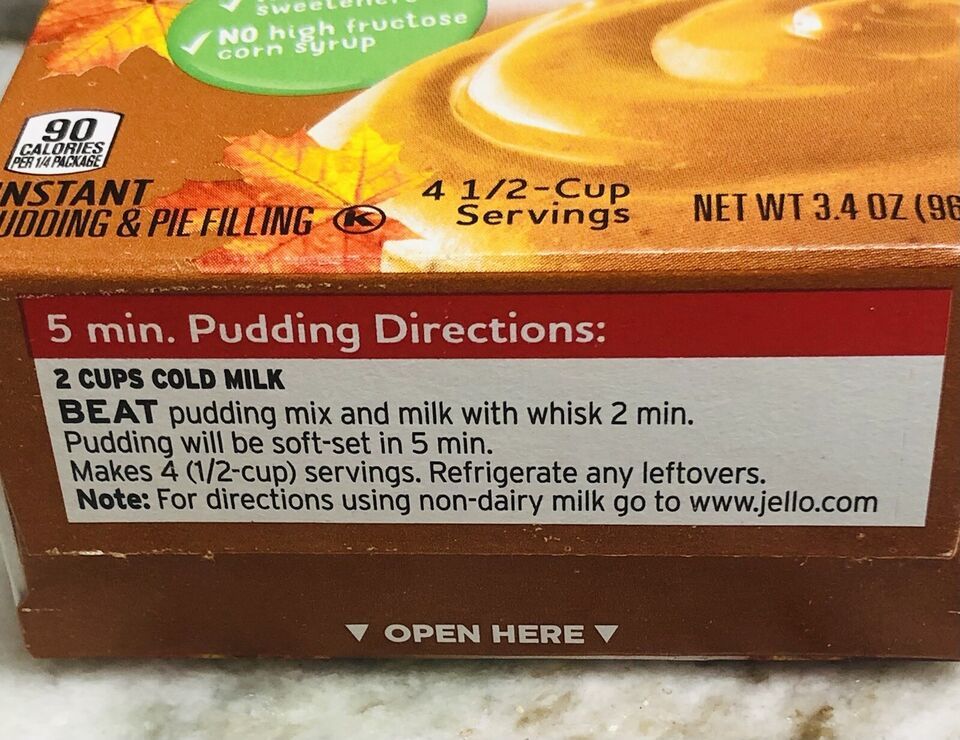 sweeteners
NO high fructose
corn syrup
90
CALORIES
PER 1/4 PACKAGE
INSTANT
PUDDING & PIE FILLING K
4 1/2-Cup
Servings
NET WT 3.4 OZ (96
5 min. Pudding Directions:
2 CUPS COLD MILK
BEAT pudding mix and milk with whisk 2 min.
Pudding will be soft-set in 5 min.
Makes 4 (1/2-cup) servings. Refrigerate any leftovers.
Note: For directions using non-dairy milk go to www.jello.com
▼ OPEN HERE ▼